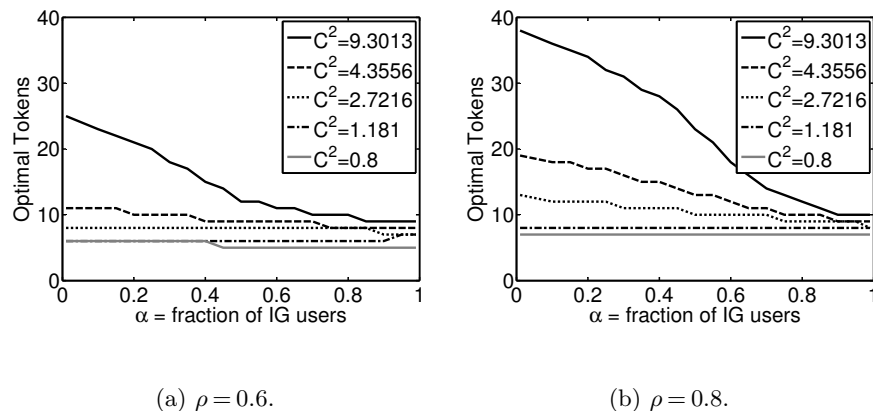 40
30
20
10
0
Optimal Tokens
0
0.2
0.4
0.6
0.8
1
α = fraction of IG users
C²=9.3013
C²=4.3556
C²=2.7216
C²=1.181
C²=0.8
(a) ρ = 0.6.
40
30
20
10
0
Optimal Tokens
0
0.2
0.4
0.6
0.8
1
α = fraction of IG users
C²=9.3013
C²=4.3556
C²=2.7216
C²=1.181
C²=0.8
(b) ρ = 0.8.